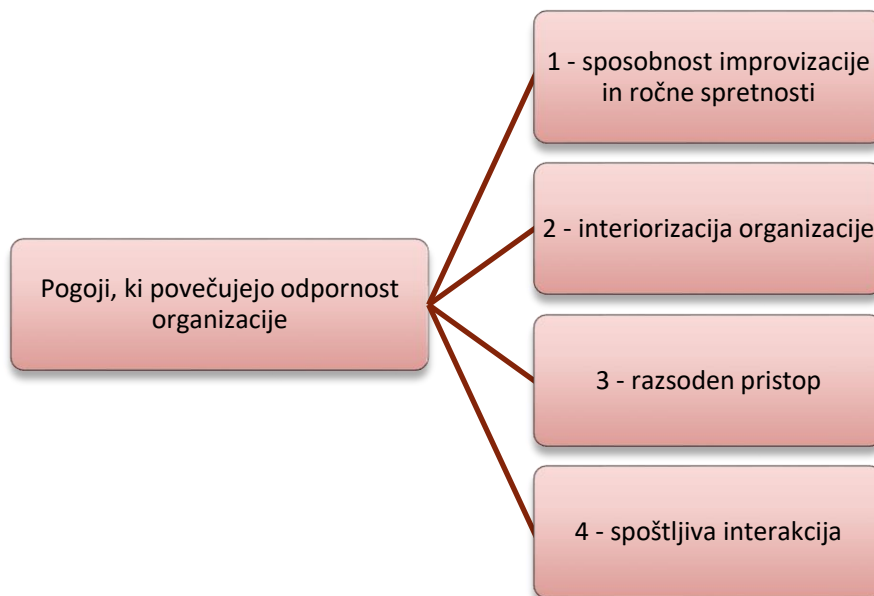 Pogoji, ki povečujejo odpornost
organizacije
1 - sposobnost improvizacije
in ročne spretnosti
2 - interiorizacija organizacije
3 - razsoden pristop
4 - spoštljiva interakcija